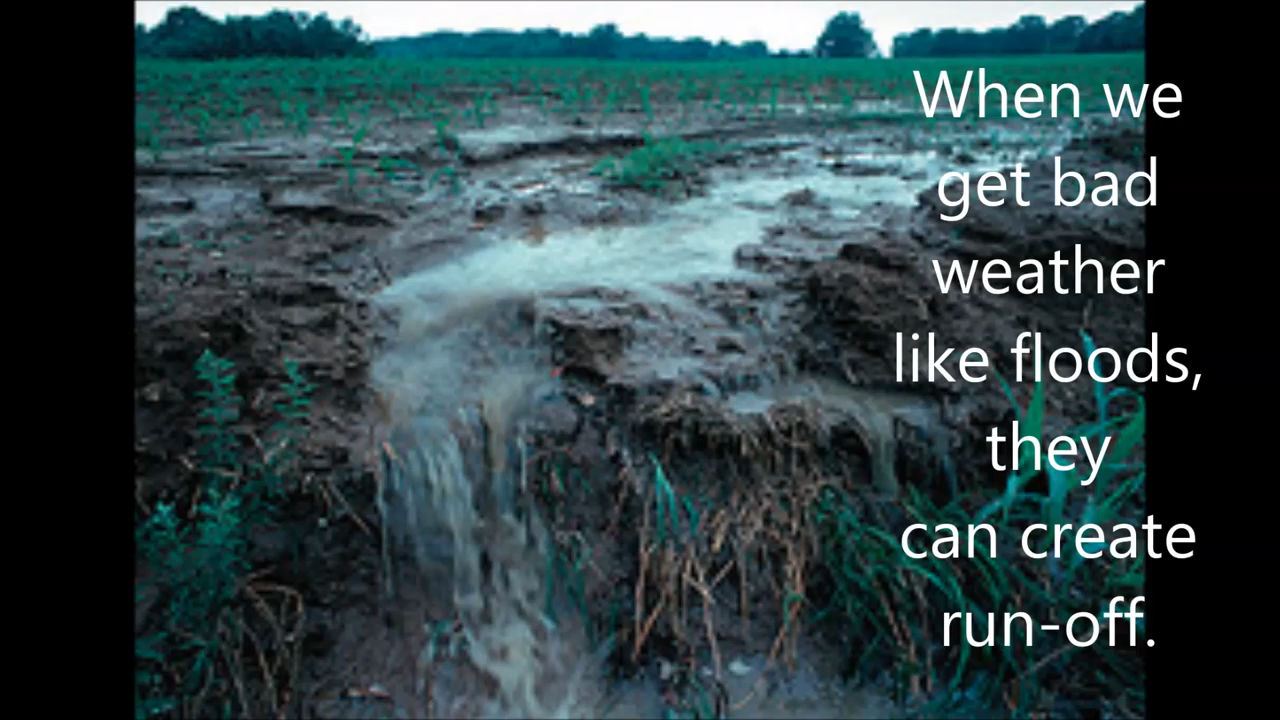 When we
get bad
weather
like floods,
they
can create
run-off.